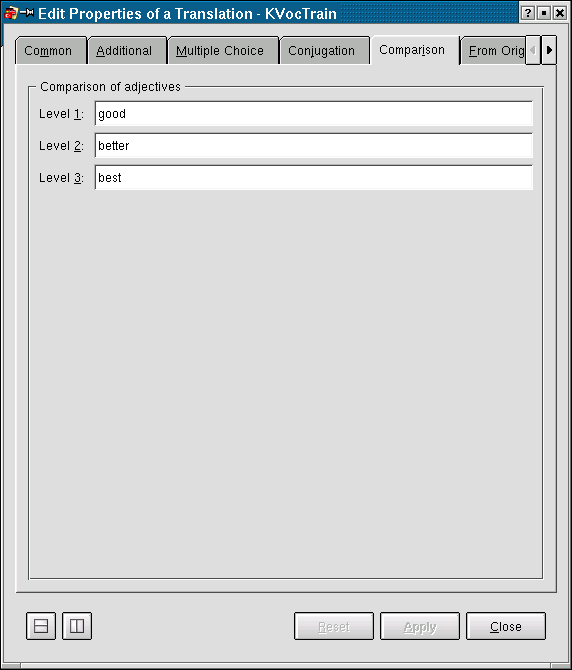 Edit Properties of a Translation - KVocTrain
Common Additional Multiple Choice Conjugation Comparison From Orig
Comparison of adjectives
Level 1: good
Level 2: better
Level 3: best
Reset Apply Close